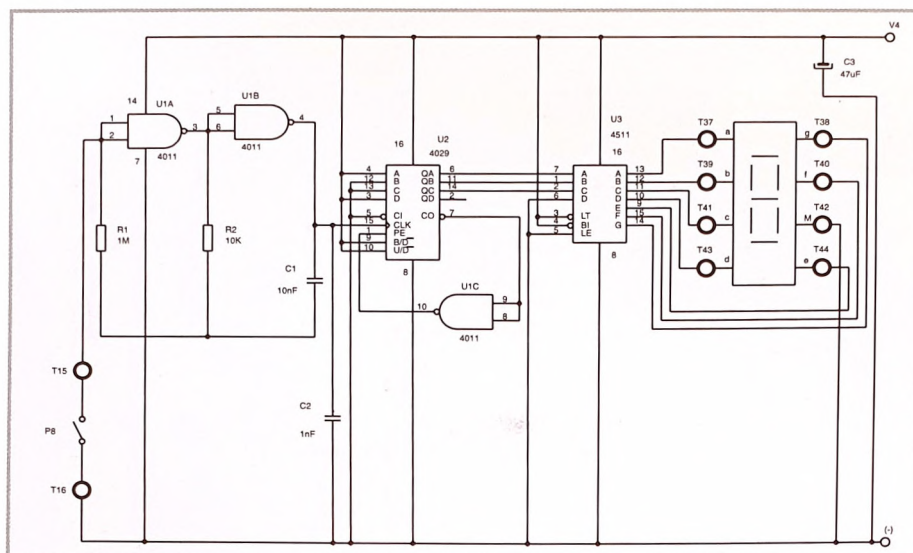 V4
C3
47uF
U1A
14
1
2
3
7
4011
U1B
5
6
4
4011
R1
1M
R2
10K
C1
10nF
C2
1nF
T15
P8
T16
U2
4029
16
4 A QA 6
12 B QB 11
13 C QC 14
3 D QD 2
5 CI CO 7
15 CLK
1 PE
9 B/D
10 U/D
8
U1C
10
9
8
4011
U3
4511
16
7 A A 13
1 B B 12
2 C C 11
6 D D 10
E 9
3 LT F 15
4 BI G 14
5 LE
8
T37 a g T38
T39 b f T40
T41 c M T42
T43 d e T44
(-)